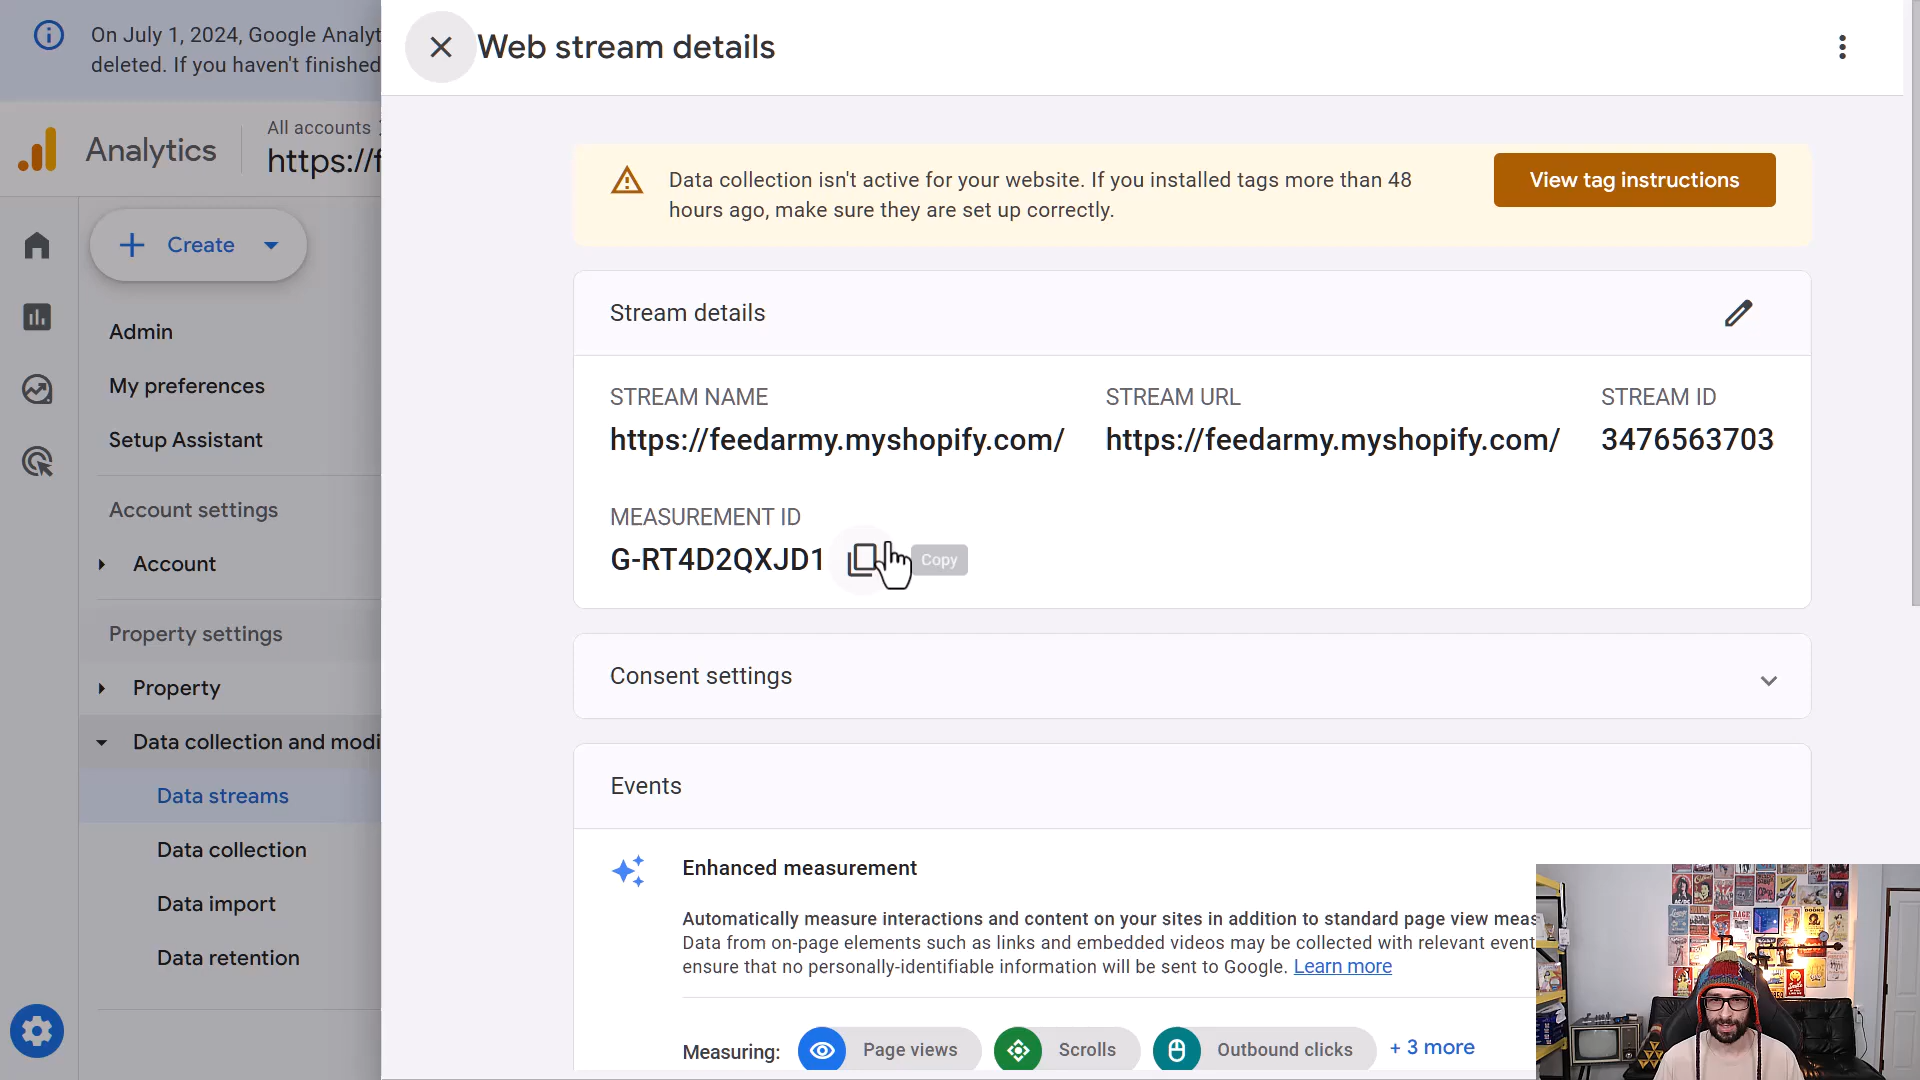 On July 1, 2024, Google Analyt
deleted. If you haven't finished
Analytics
All accounts
https://f
Create
Admin
My preferences
Setup Assistant
Account settings
Account
Property settings
Property
Data collection and modi
Data streams
Data collection
Data import
Data retention
Web stream details
Data collection isn't active for your website. If you installed tags more than 48
hours ago, make sure they are set up correctly.
View tag instructions
Stream details
STREAM NAME
https://feedarmy.myshopify.com/
STREAM URL
https://feedarmy.myshopify.com/
STREAM ID
3476563703
MEASUREMENT ID
G-RT4D2QXJD1
Copy
Consent settings
Events
Enhanced measurement
Automatically measure interactions and content on your sites in addition to standard page view meas
Data from on-page elements such as links and embedded videos may be collected with relevant event
ensure that no personally-identifiable information will be sent to Google. Learn more
Measuring:
Page views
Scrolls
Outbound clicks
+ 3 more